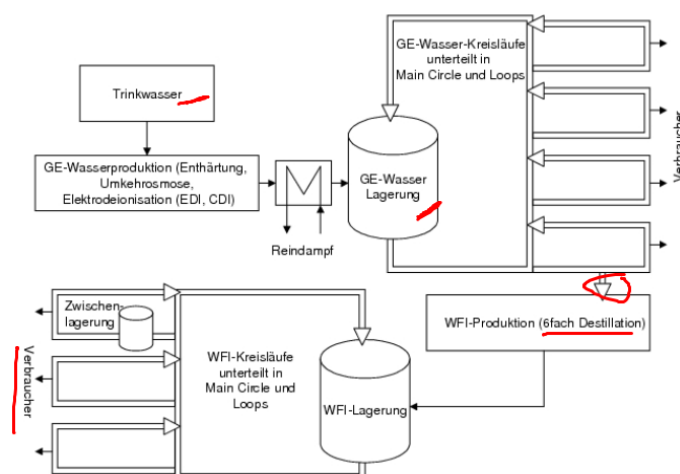 GE-Wasser-Kreisläufe
unterteilt in
Main Circle und Loops
Trinkwasser
GE-Wasserproduktion (Enthärtung,
Umkehrosmose,
Elektrodeionisation (EDI, CDI)
GE-Wasser
Lagerung
Verbraucher
Reindampf
Zwischen-
lagerung
WFI-Produktion (6fach Destillation)
Verbraucher
WFI-Kreisläufe
unterteilt in
Main Circle und
Loops
WFI-Lagerung